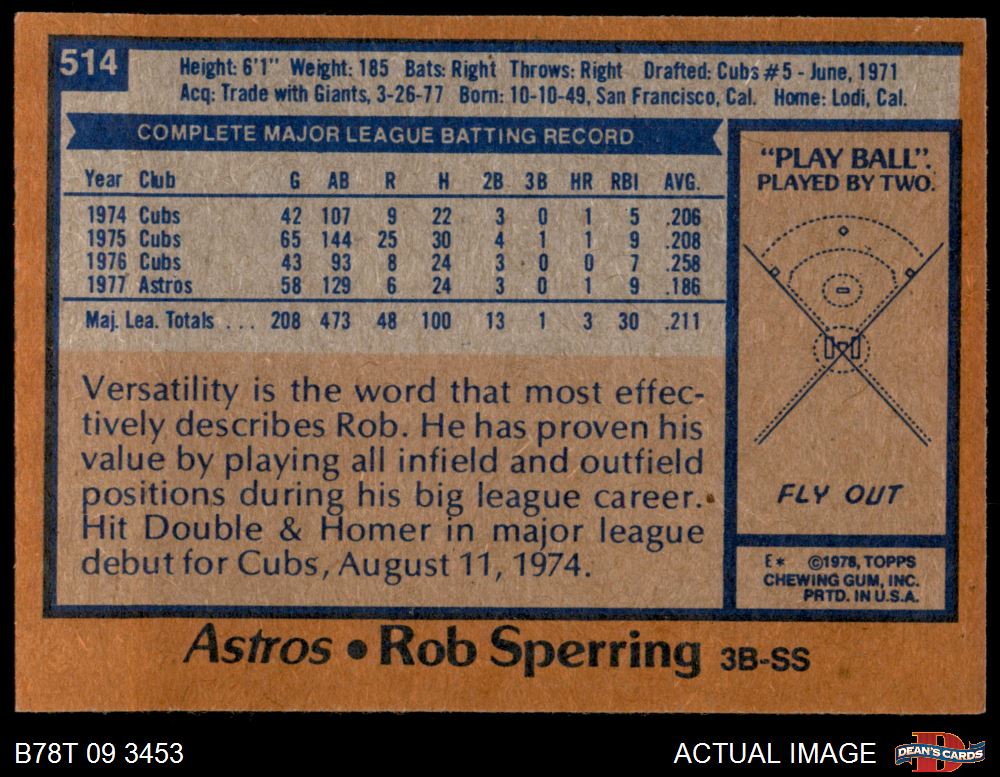 514
Height: 6'1" Weight: 185 Bats: Right Throws: Right Drafted: Cubs #5 - June, 1971
Acq: Trade with Giants, 3-26-77 Born: 10-10-49, San Francisco, Cal. Home: Lodi, Cal.
COMPLETE MAJOR LEAGUE BATTING RECORD
Year Club G AB R H 2B 3B HR RBI AVG.
1974 Cubs 42 107 9 22 3 0 1 5 .206
1975 Cubs 65 144 25 30 4 1 1 9 .208
1976 Cubs 43 93 8 24 3 0 0 7 .258
1977 Astros 58 129 6 24 3 0 1 9 .186
Maj. Lea. Totals . . . 208 473 48 100 13 1 3 30 .211
Versatility is the word that most effec-
tively describes Rob. He has proven his
value by playing all infield and outfield
positions during his big league career.
Hit Double & Homer in major league
debut for Cubs, August 11, 1974.
"PLAY BALL".
PLAYED BY TWO.
FLY OUT
E* ©1978, TOPPS
CHEWING GUM, INC.
PRTD. IN U.S.A.
Astros • Rob Sperring 3B-SS
B78T 09 3453 ACTUAL IMAGE
D
DEAN'S CARDS